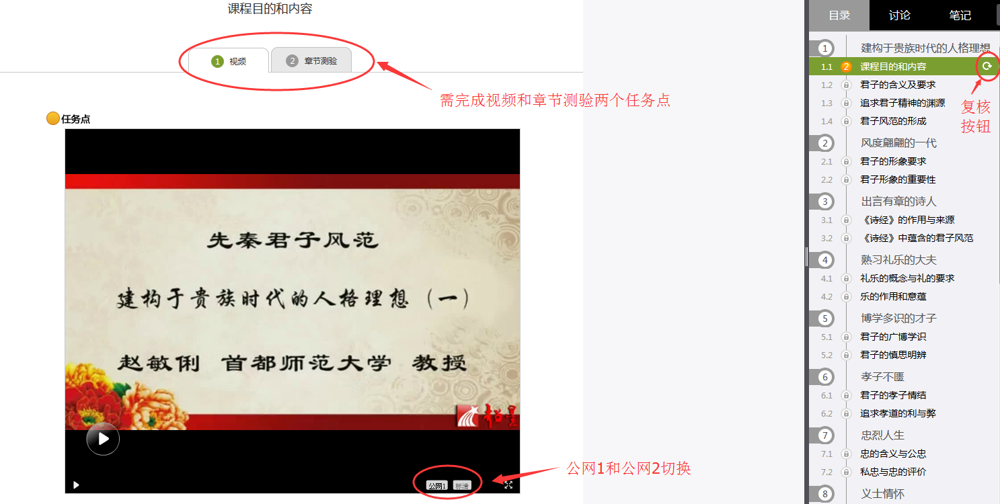 课程目的和内容
1 视频
2 章节测验
需完成视频和章节测验两个任务点
任务点
先秦君子风范
建构于贵族时代的人格理想（一）
赵敏俐 首都师范大学 教授
超星
公网1 标清
公网1和公网2切换
目录 讨论 笔记
1 建构于贵族时代的人格理想
1.1 2 课程目的和内容
复核
按钮
1.2 君子的含义及要求
1.3 追求君子精神的渊源
1.4 君子风范的形成
2 风度翩翩的一代
2.1 君子的形象要求
2.2 君子形象的重要性
3 出言有章的诗人
3.1 《诗经》的作用与来源
3.2 《诗经》中蕴含的君子风范
4 熟习礼乐的大夫
4.1 礼乐的概念与礼的要求
4.2 乐的作用和意蕴
5 博学多识的才子
5.1 君子的广博学识
5.2 君子的慎思明辨
6 孝子不匮
6.1 君子的孝子情结
6.2 追求孝道的利与弊
7 忠烈人生
7.1 忠的含义与公忠
7.2 私忠与忠的评价
8 义士情怀